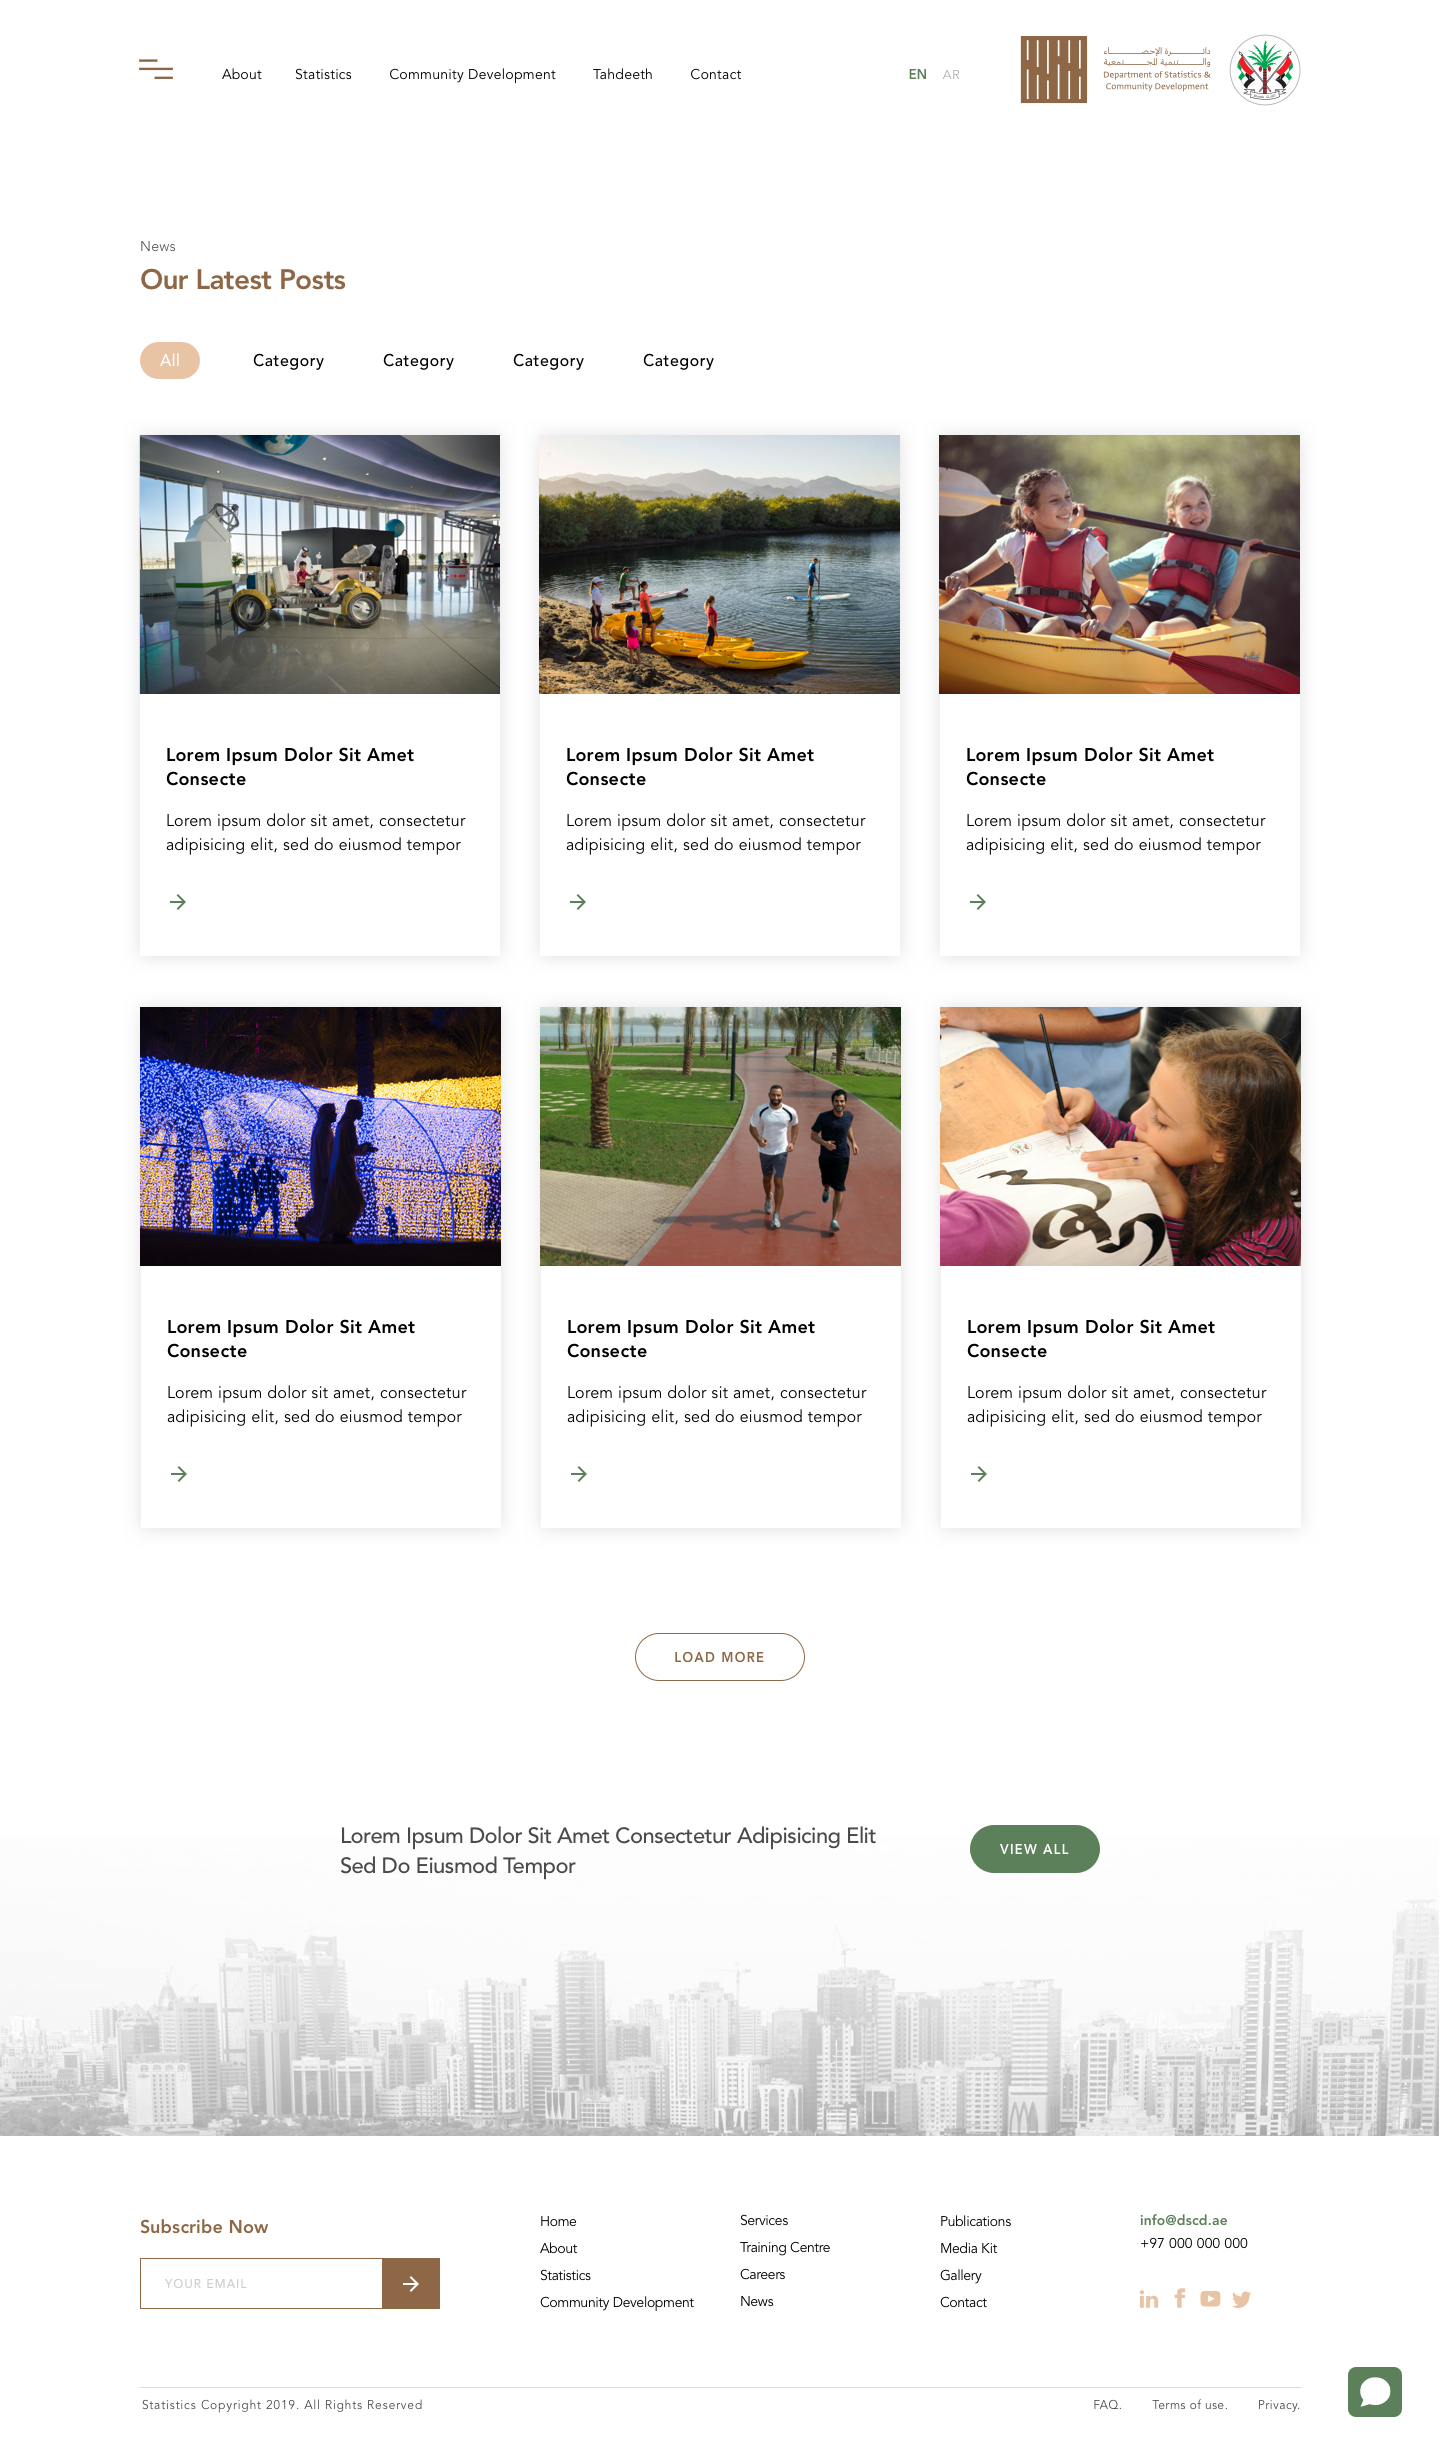 About
Statistics
Community Development
Tahdeeth
Contact
EN
AR
دائـــرة الإحصـــاء
والـــتنمية المجـــتمعية
Department of Statistics &
Community Development
News
Our Latest Posts
All
Category
Category
Category
Category
Lorem Ipsum Dolor Sit Amet
Consecte
Lorem ipsum dolor sit amet, consectetur
adipisicing elit, sed do eiusmod tempor
Lorem Ipsum Dolor Sit Amet
Consecte
Lorem ipsum dolor sit amet, consectetur
adipisicing elit, sed do eiusmod tempor
Lorem Ipsum Dolor Sit Amet
Consecte
Lorem ipsum dolor sit amet, consectetur
adipisicing elit, sed do eiusmod tempor
Lorem Ipsum Dolor Sit Amet
Consecte
Lorem ipsum dolor sit amet, consectetur
adipisicing elit, sed do eiusmod tempor
Lorem Ipsum Dolor Sit Amet
Consecte
Lorem ipsum dolor sit amet, consectetur
adipisicing elit, sed do eiusmod tempor
Lorem Ipsum Dolor Sit Amet
Consecte
Lorem ipsum dolor sit amet, consectetur
adipisicing elit, sed do eiusmod tempor
LOAD MORE
Lorem Ipsum Dolor Sit Amet Consectetur Adipisicing Elit
Sed Do Eiusmod Tempor
VIEW ALL
Subscribe Now
YOUR EMAIL
Home
About
Statistics
Community Development
Services
Training Centre
Careers
News
Publications
Media Kit
Gallery
Contact
info@dscd.ae
+97 000 000 000
Statistics Copyright 2019. All Rights Reserved
FAQ.
Terms of use.
Privacy.